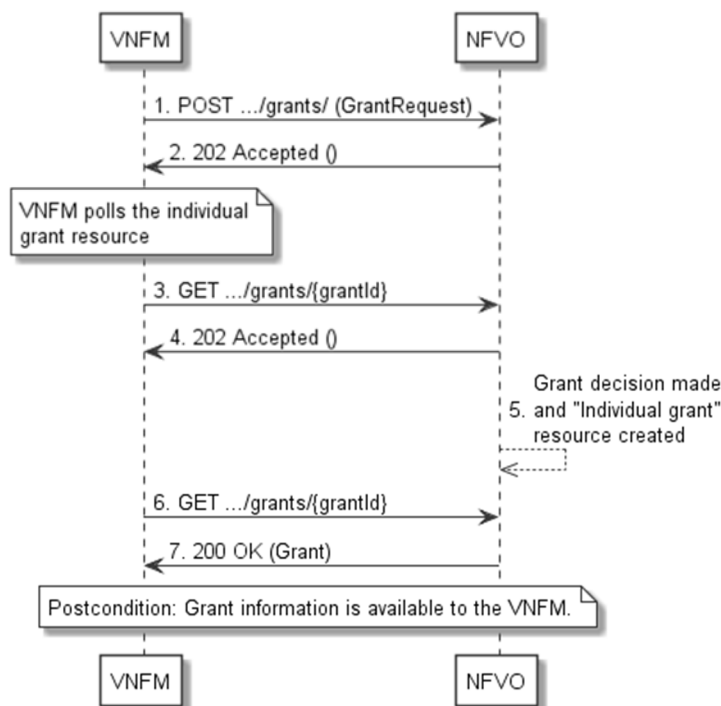 VNFM
NFVO
1. POST .../grants/ (GrantRequest)
2. 202 Accepted ()
VNFM polls the individual
grant resource
3. GET .../grants/{grantId}
4. 202 Accepted ()
Grant decision made
5. and "Individual grant"
resource created
6. GET .../grants/{grantId}
7. 200 OK (Grant)
Postcondition: Grant information is available to the VNFM.
VNFM
NFVO